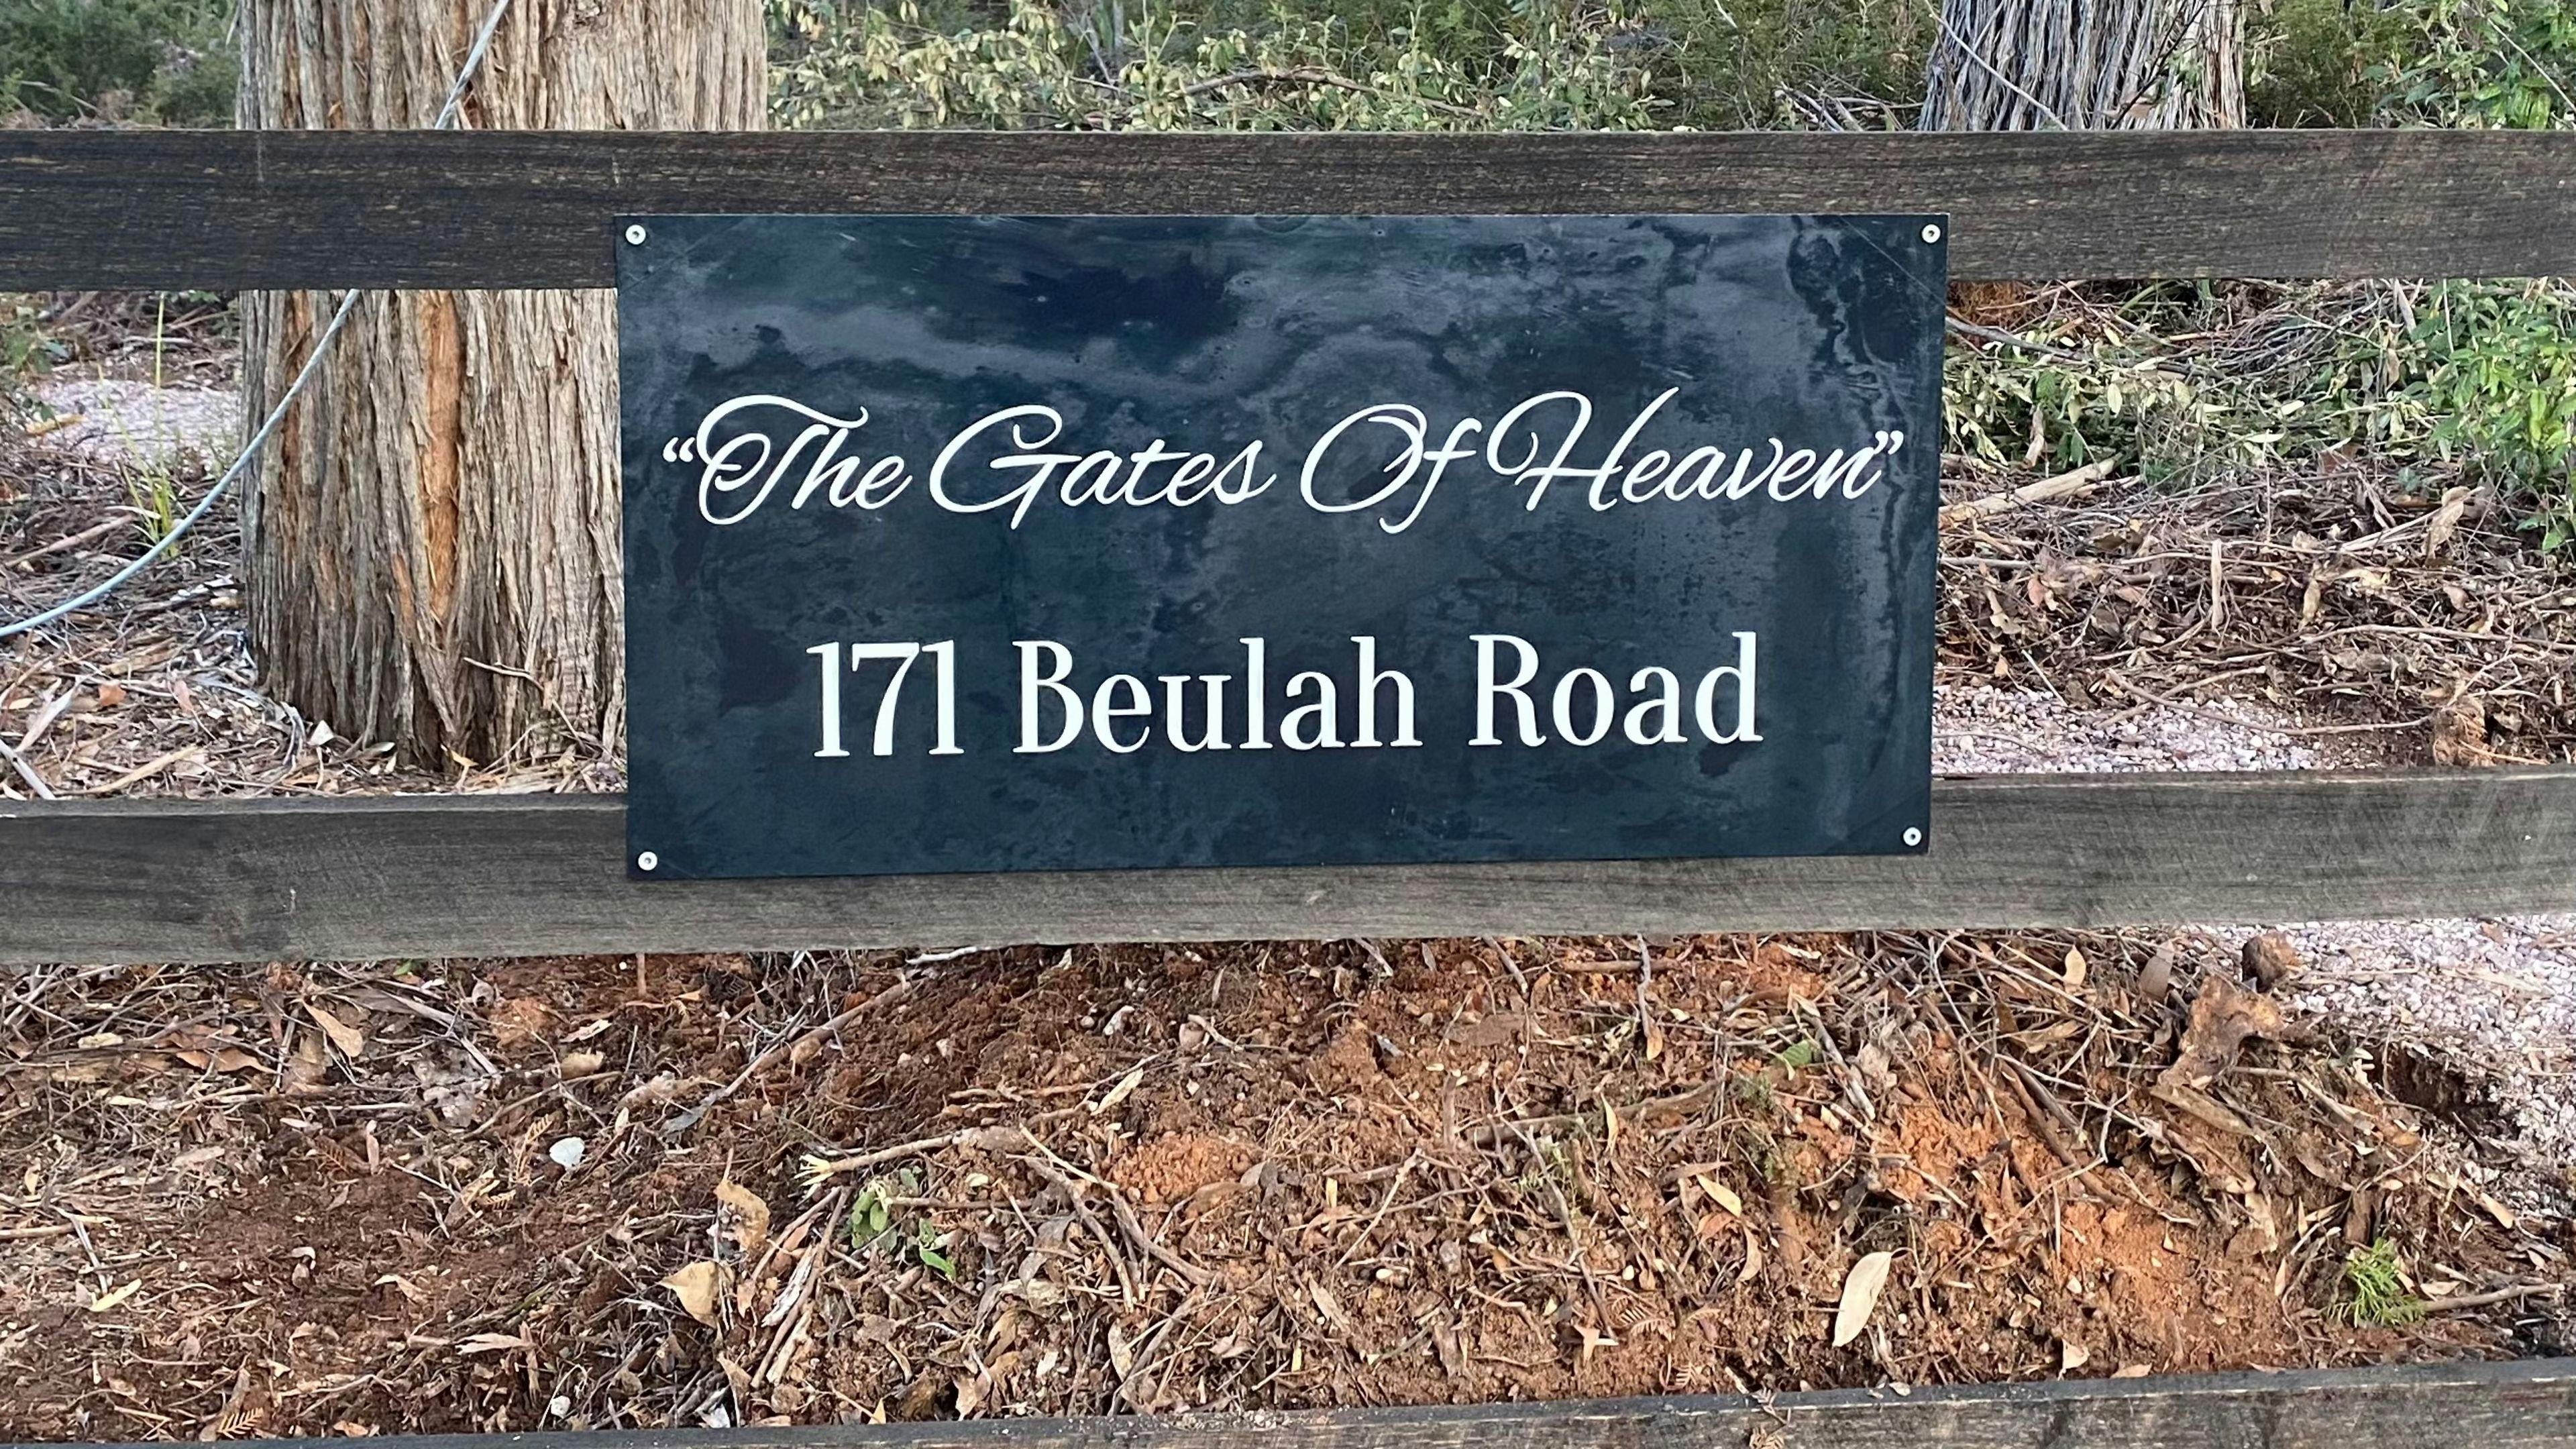 “The Gates Of Heaven”
171 Beulah Road